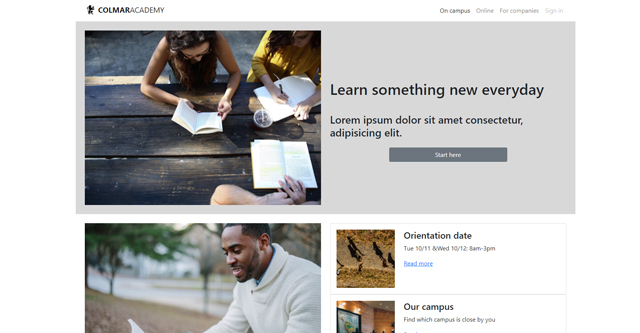 COLMARACADEMY
On campus Online For companies Sign in
Learn something new everyday
Lorem ipsum dolor sit amet consectetur,
adipisicing elit.
Start here
Orientation date
Tue 10/11 &Wed 10/12: 8am-3pm
Read more
Our campus
Find which campus is close by you